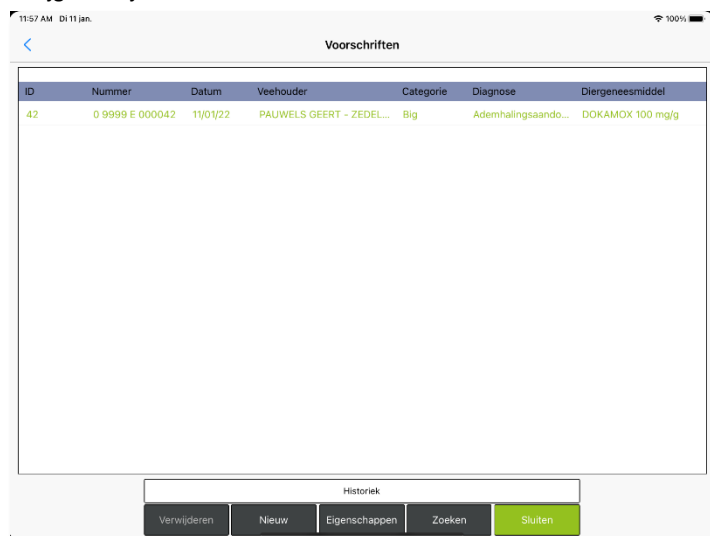 11:57 AM Di 11 jan. 100%
Voorschriften
ID Nummer Datum Veehouder Categorie Diagnose Diergeneesmiddel
42 0 9999 E 000042 11/01/22 PAUWELS GEERT - ZEDEL... Big Ademhalingsaando... DOKAMOX 100 mg/g
Historiek
Verwijderen Nieuw Eigenschappen Zoeken Sluiten